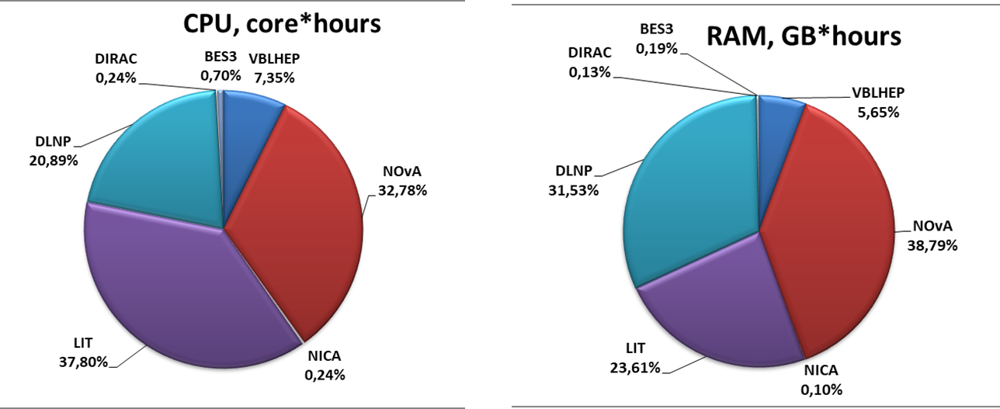 CPU, core*hours
DIRAC
0,24%
BES3
0,70%
VBLHEP
7,35%
DLNP
20,89%
NOvA
32,78%
LIT
37,80%
NICA
0,24%
RAM, GB*hours
BES3
0,19%
DIRAC
0,13%
VBLHEP
5,65%
DLNP
31,53%
NOvA
38,79%
LIT
23,61%
NICA
0,10%